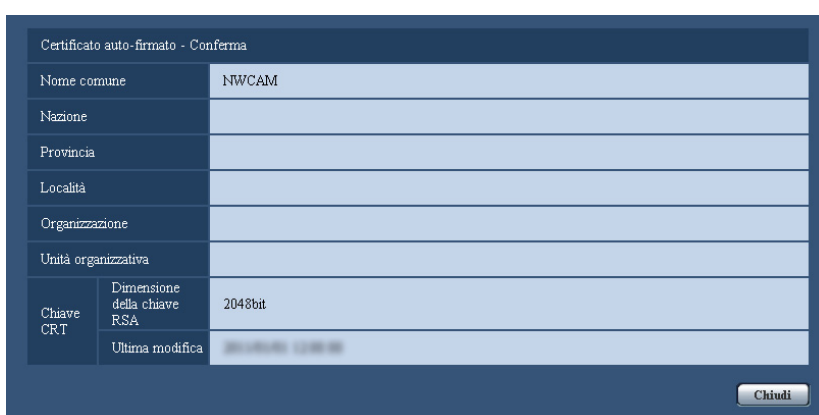 Certificato auto-firmato - Conferma
Nome comune NWCAM
Nazione
Provincia
Località
Organizzazione
Unità organizzativa
Chiave
CRT
Dimensione
della chiave
RSA
2048bit
Ultima modifica
Chiudi